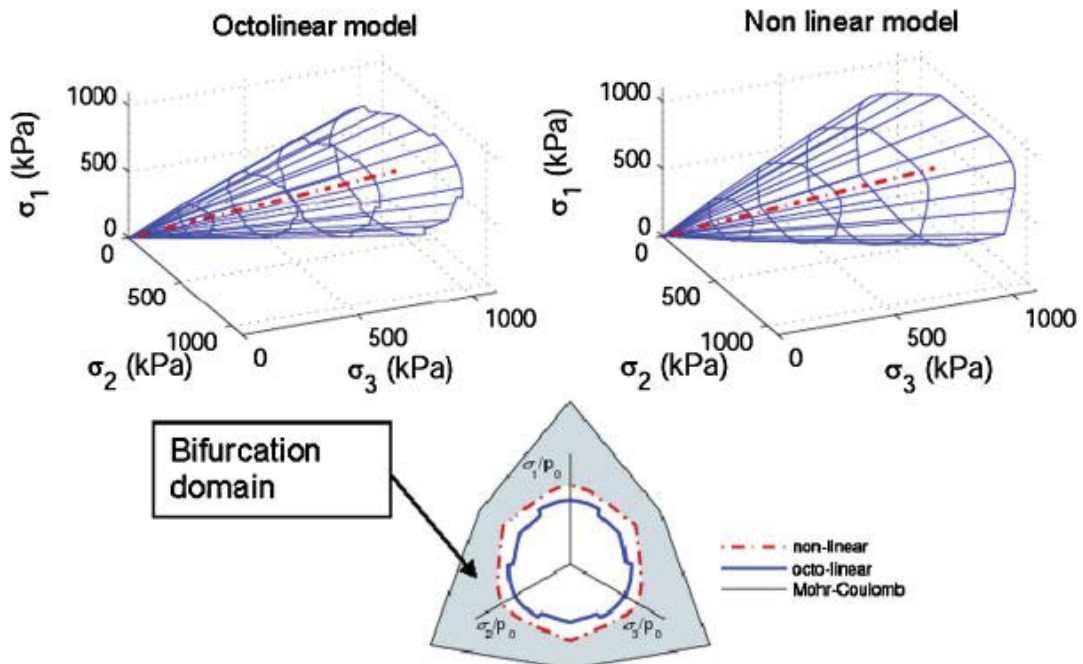 Octolinear model
Non linear model
1000
500
0
σ1 (kPa)
0
500
1000
σ2 (kPa)
0
500
1000
σ3 (kPa)
1000
500
0
σ1 (kPa)
0
500
1000
σ2 (kPa)
0
500
1000
σ3 (kPa)
Bifurcation
domain
σ1/p0
σ2/p0
σ3/p0
non-linear
octo-linear
Mohr-Coulomb